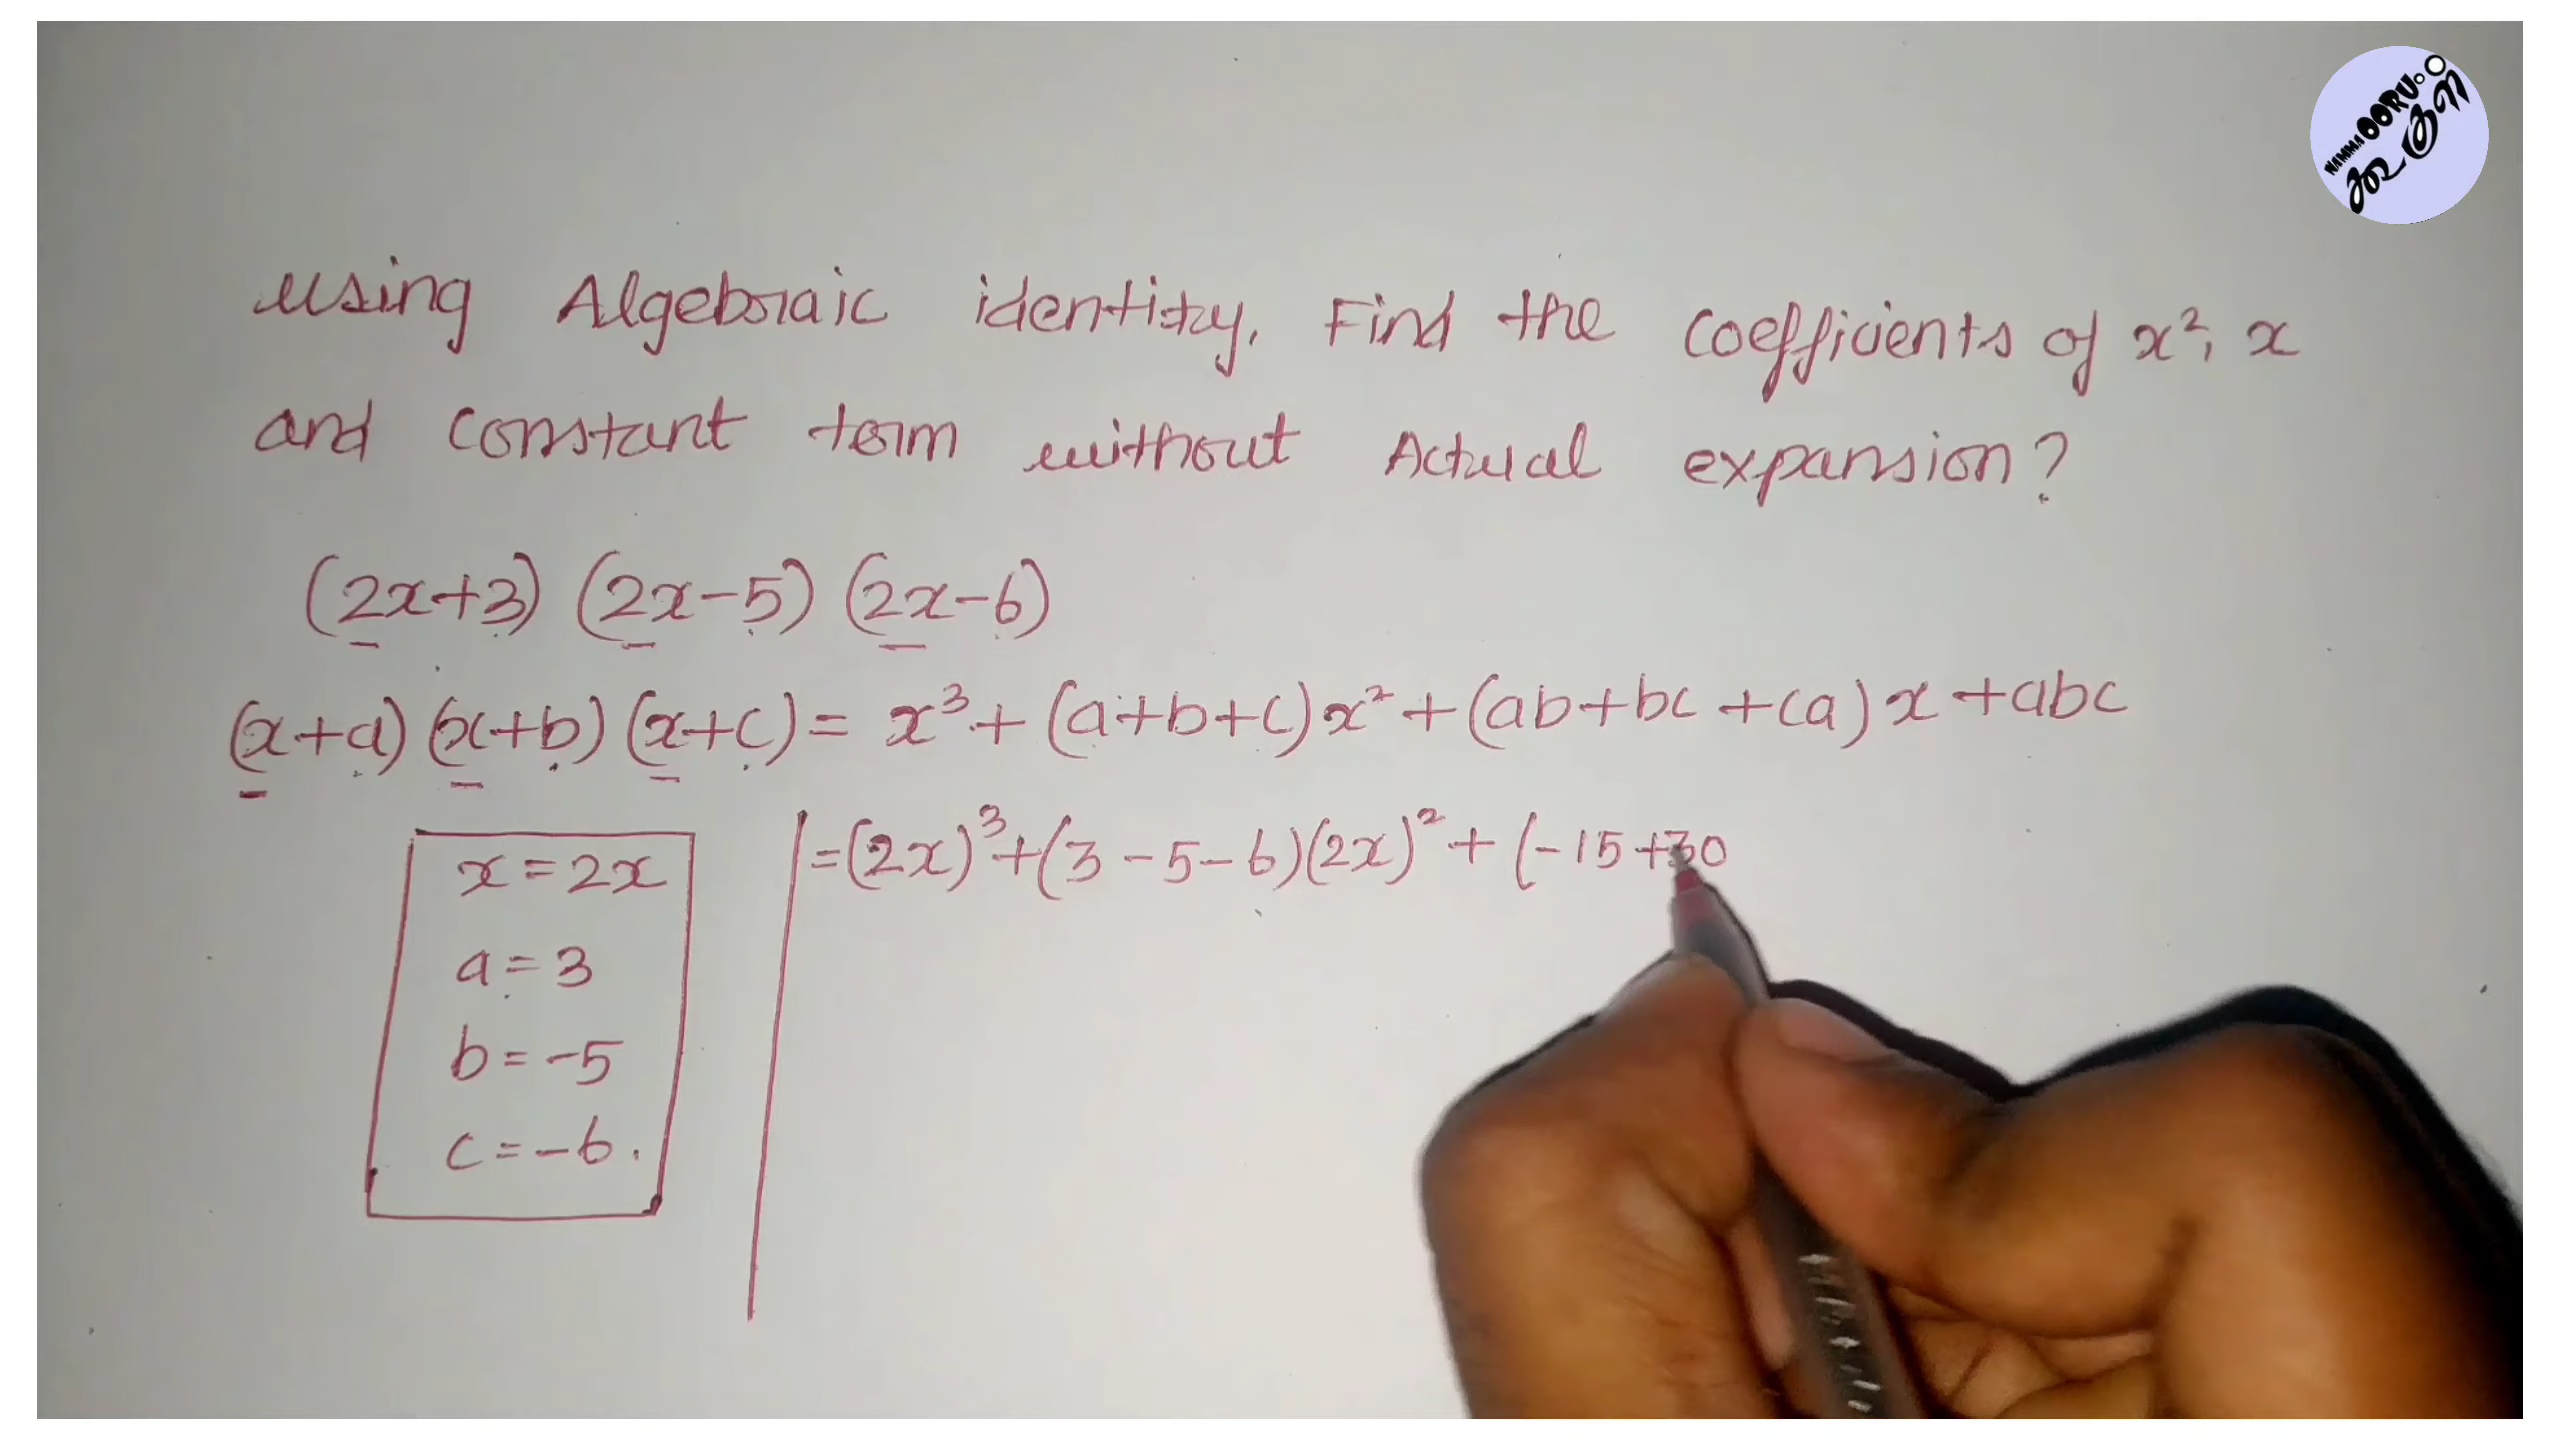 NAMMA OORU
using Algebraic identity, Find the coefficients of x², x
and constant term without Actual expansion?
(2x+3) (2x-5) (2x-6)
(x+a) (x+b) (x+c) = x³ + (a+b+c)x² + (ab+bc+ca)x + abc
= (2x)³ + (3-5-6)(2x)² + (-15+30
x = 2x
a = 3
b = -5
c = -6.